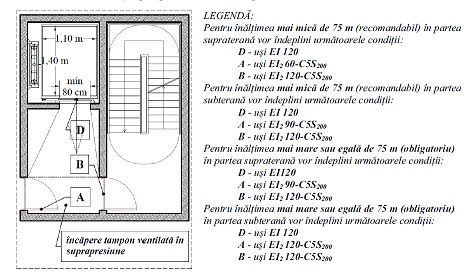 1,10 m
1,40 m
min
80 cm
D
B
A
încăpere tampon ventilată în
suprapresiune
LEGENDĂ:
Pentru înălțimea mai mică de 75 m (recomandabil) în partea
supraterană vor îndeplini următoarele condiții:
D - uși EI 120
A - uși EI₂ 60-C5S₂₀₀
B - uși EI₂ 120-C5S₂₀₀
Pentru înălțimea mai mică de 75 m (recomandabil) în partea
subterană vor îndeplini următoarele condiții:
D - uși EI 120
A - uși EI₂ 90-C5S₂₀₀
B - uși EI₂ 120-C5S₂₀₀
Pentru înălțimea mai mare sau egală de 75 m (obligatoriu)
în partea supraterană vor îndeplini următoarele condiții:
D - uși EI120
A - uși EI₂ 90-C5S₂₀₀
B - uși EI₂ 120-C5S₂₀₀
Pentru înălțimea mai mare sau egală de 75 m (obligatoriu)
în partea subterană vor îndeplini următoarele condiții:
D - uși EI 120
A - uși EI₂ 120-C5S₂₀₀
B - uși EI₂ 120-C5S₂₀₀